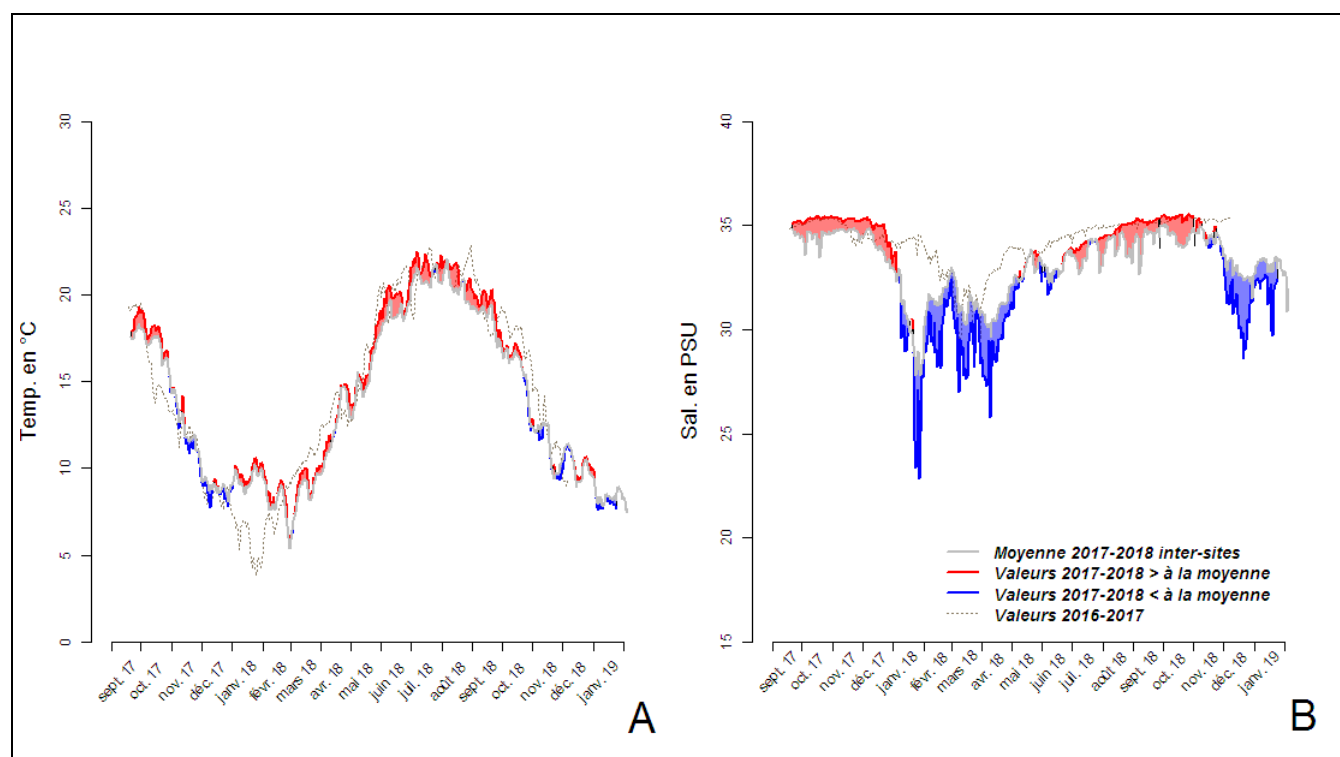 Temp. en °C
30
25
20
15
10
5
0
sept. 17
oct. 17
nov. 17
déc. 17
janv. 18
févr. 18
mars 18
avr. 18
mai 18
juin 18
juil. 18
août 18
sept. 18
oct. 18
nov. 18
déc. 18
janv. 19
A
Sal. en PSU
40
35
30
25
20
15
Moyenne 2017-2018 inter-sites
Valeurs 2017-2018 > à la moyenne
Valeurs 2017-2018 < à la moyenne
Valeurs 2016-2017
sept. 17
oct. 17
nov. 17
déc. 17
janv. 18
févr. 18
mars 18
avr. 18
mai 18
juin 18
juil. 18
août 18
sept. 18
oct. 18
nov. 18
déc. 18
janv. 19
B